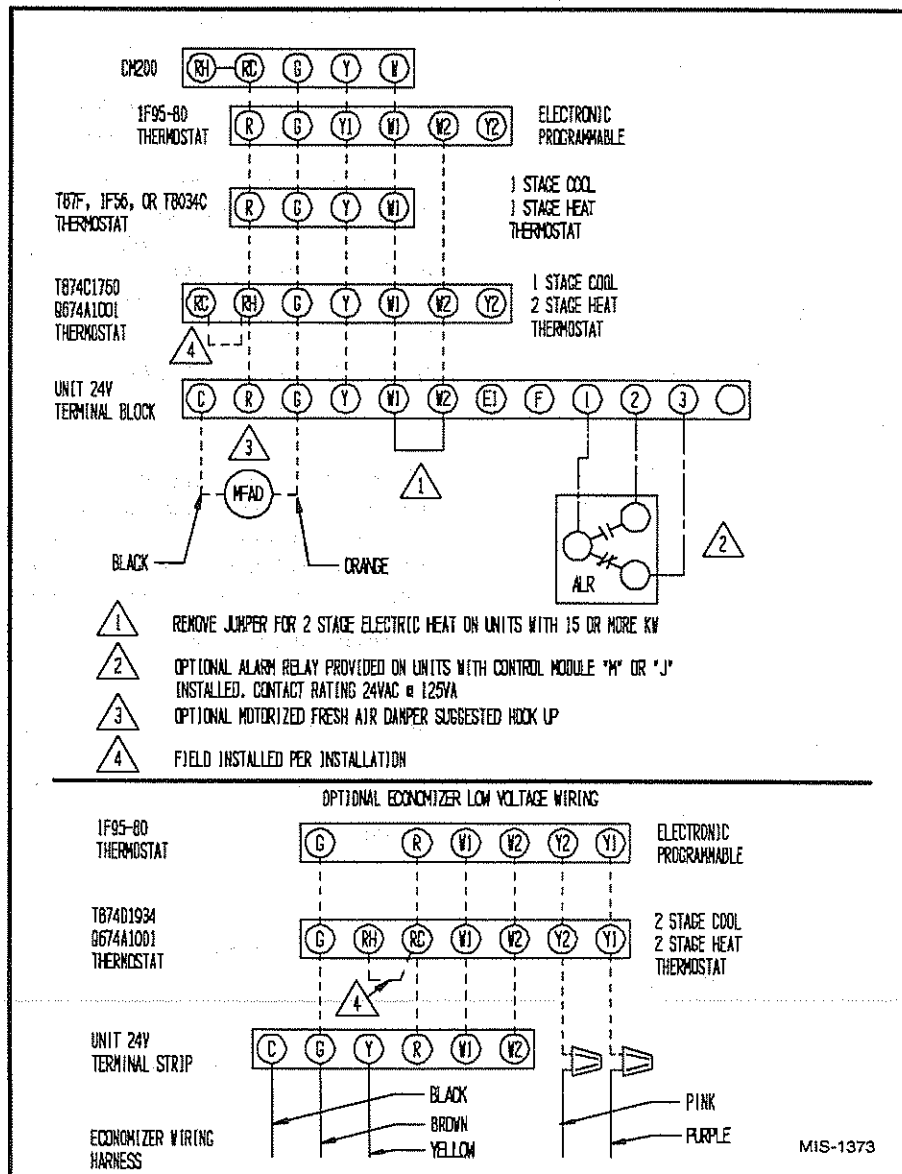 CM200 RH RC G Y W
1F95-80
THERMOSTAT
R G Y1 W1 W2 Y2
ELECTRONIC
PROGRAMMABLE
T87F, 1F56, OR T8034C
THERMOSTAT
R G Y W1
1 STAGE COOL
1 STAGE HEAT
THERMOSTAT
T874C1760
Q674A1001
THERMOSTAT
RC RH G Y W1 W2 Y2
1 STAGE COOL
2 STAGE HEAT
THERMOSTAT
4
UNIT 24V
TERMINAL BLOCK
C R G Y W1 W2 E1 F 1 2 3
3
1
MFAD
2
BLACK
ORANGE
ALR
1 REMOVE JUMPER FOR 2 STAGE ELECTRIC HEAT ON UNITS WITH 15 OR MORE KW
2 OPTIONAL ALARM RELAY PROVIDED ON UNITS WITH CONTROL MODULE "M" OR "J"
INSTALLED. CONTACT RATING 24VAC @ 125VA
3 OPTIONAL MOTORIZED FRESH AIR DAMPER SUGGESTED HOOK UP
4 FIELD INSTALLED PER INSTALLATION
OPTIONAL ECONOMIZER LOW VOLTAGE WIRING
1F95-80
THERMOSTAT
G R W1 W2 Y2 Y1
ELECTRONIC
PROGRAMMABLE
T874D1934
Q674A1001
THERMOSTAT
G RH RC W1 W2 Y2 Y1
2 STAGE COOL
2 STAGE HEAT
THERMOSTAT
4
UNIT 24V
TERMINAL STRIP
C G Y R W1 W2
BLACK
BROWN
YELLOW
PINK
PURPLE
ECONOMIZER WIRING
HARNESS
MIS-1373